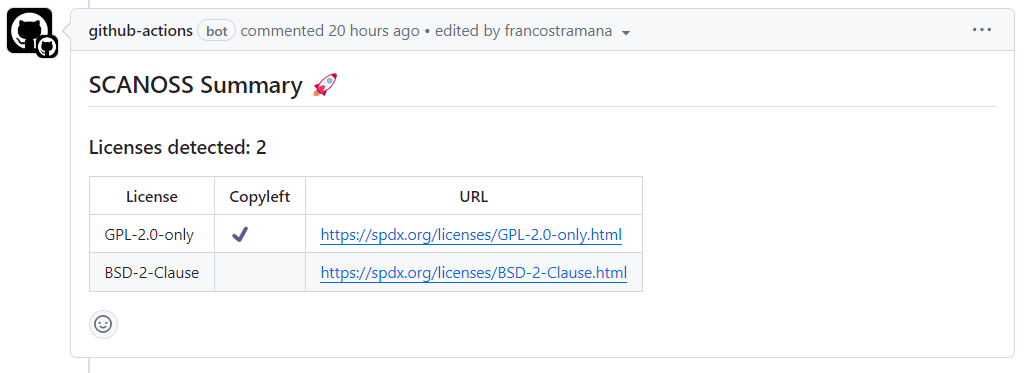 github-actions bot commented 20 hours ago • edited by francostramana
SCANOSS Summary 🚀
Licenses detected: 2
License Copyleft URL
GPL-2.0-only ✔ https://spdx.org/licenses/GPL-2.0-only.html
BSD-2-Clause https://spdx.org/licenses/BSD-2-Clause.html